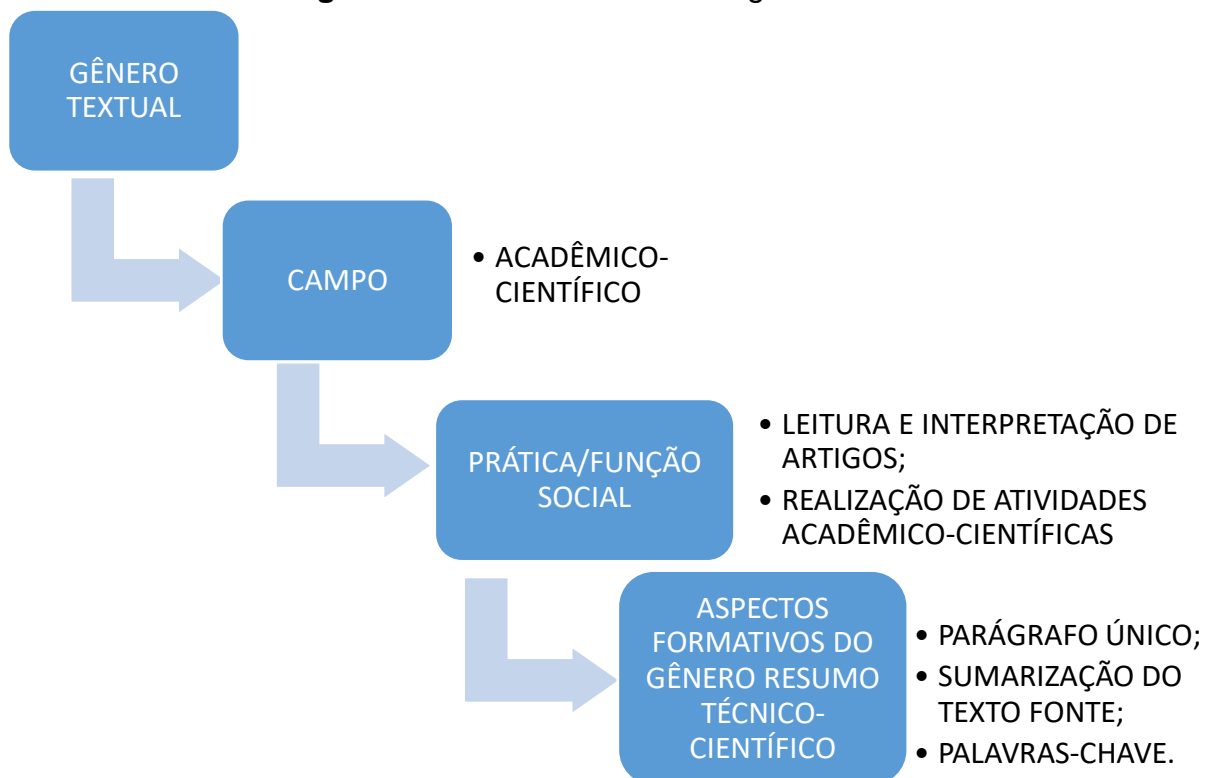 GÊNERO
TEXTUAL
CAMPO
• ACADÊMICO-
CIENTÍFICO
PRÁTICA/FUNÇÃO
SOCIAL
• LEITURA E INTERPRETAÇÃO DE
ARTIGOS;
• REALIZAÇÃO DE ATIVIDADES
ACADÊMICO-CIENTÍFICAS
ASPECTOS
FORMATIVOS DO
GÊNERO RESUMO
TÉCNICO-
CIENTÍFICO
• PARÁGRAFO ÚNICO;
• SUMARIZAÇÃO DO
TEXTO FONTE;
• PALAVRAS-CHAVE.